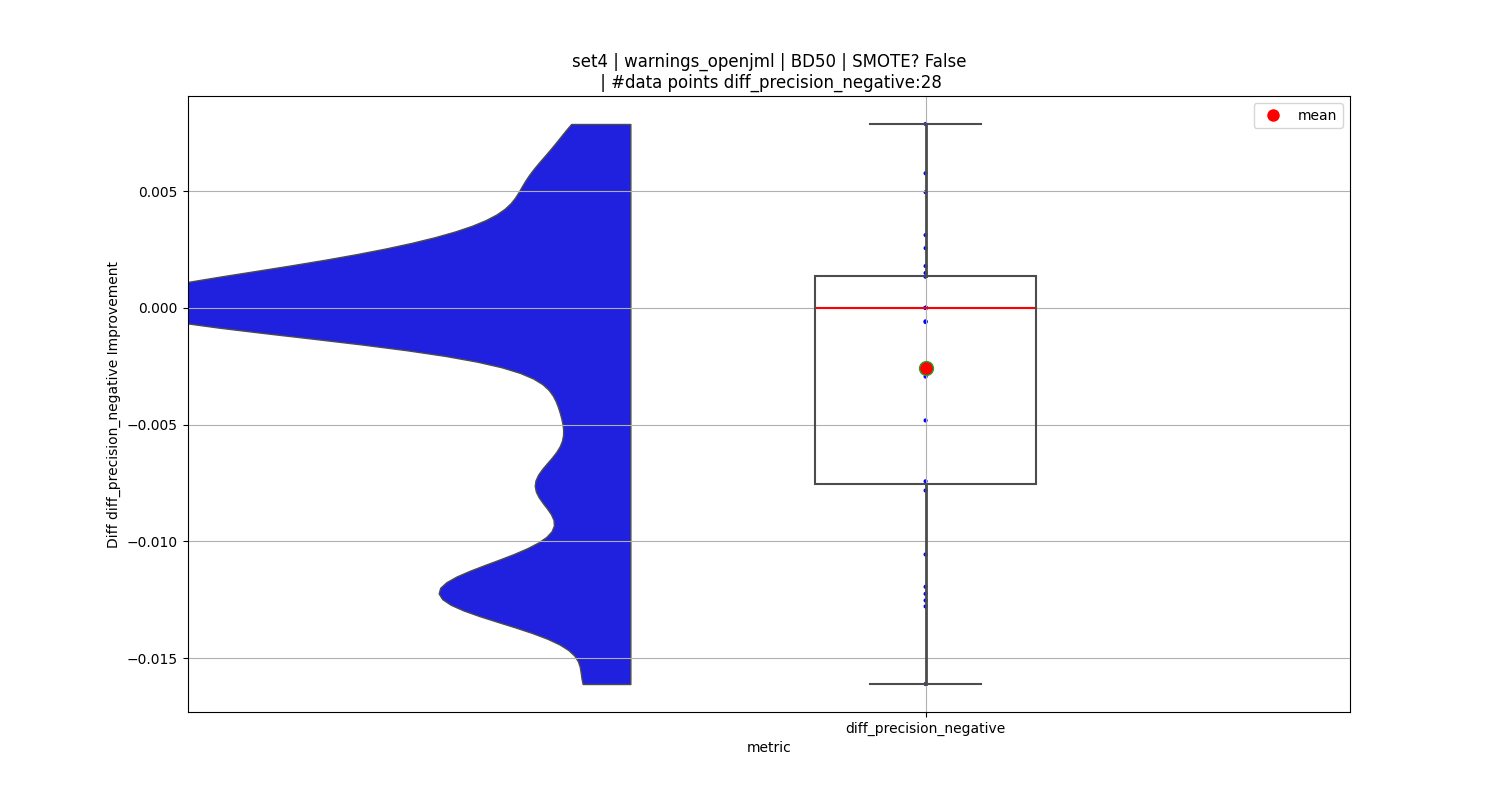 set4 | warnings_openjml | BD50 | SMOTE? False
| #data points diff_precision_negative:28
mean
0.005
0.000
−0.005
−0.010
−0.015
Diff diff_precision_negative Improvement
diff_precision_negative
metric